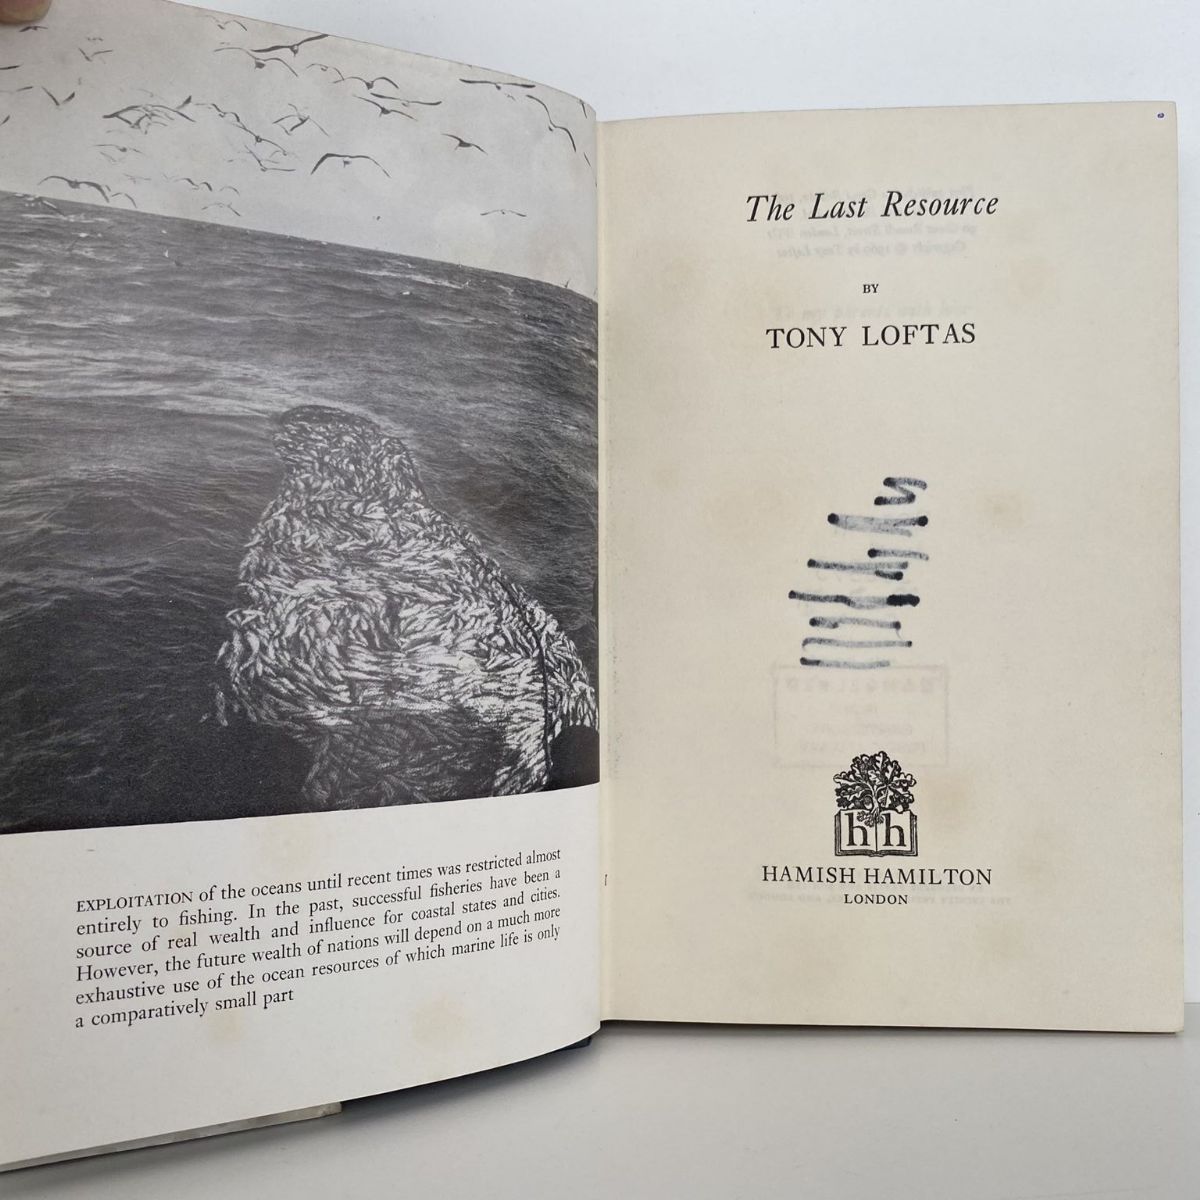 EXPLOITATION of the oceans until recent times was restricted almost
entirely to fishing. In the past, successful fisheries have been a
source of real wealth and influence for coastal states and cities.
However, the future wealth of nations will depend on a much more
exhaustive use of the ocean resources of which marine life is only
a comparatively small part
The Last Resource
BY
TONY LOFTAS
h h
HAMISH HAMILTON
LONDON